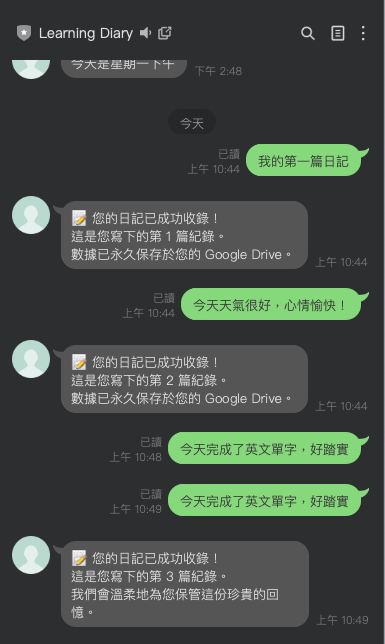 Learning Diary
今天是星期一下午
下午 2:48
今天
已讀
上午 10:44
我的第一篇日記
📝 您的日記已成功收錄！
這是您寫下的第 1 篇紀錄。
數據已永久保存於您的 Google Drive。
上午 10:44
已讀
上午 10:44
今天天氣很好，心情愉快！
📝 您的日記已成功收錄！
這是您寫下的第 2 篇紀錄。
數據已永久保存於您的 Google Drive。
上午 10:44
已讀
上午 10:48
今天完成了英文單字，好踏實
已讀
上午 10:49
今天完成了英文單字，好踏實
📝 您的日記已成功收錄！
這是您寫下的第 3 篇紀錄。
我們會溫柔地為您保管這份珍貴的回
憶。
上午 10:49